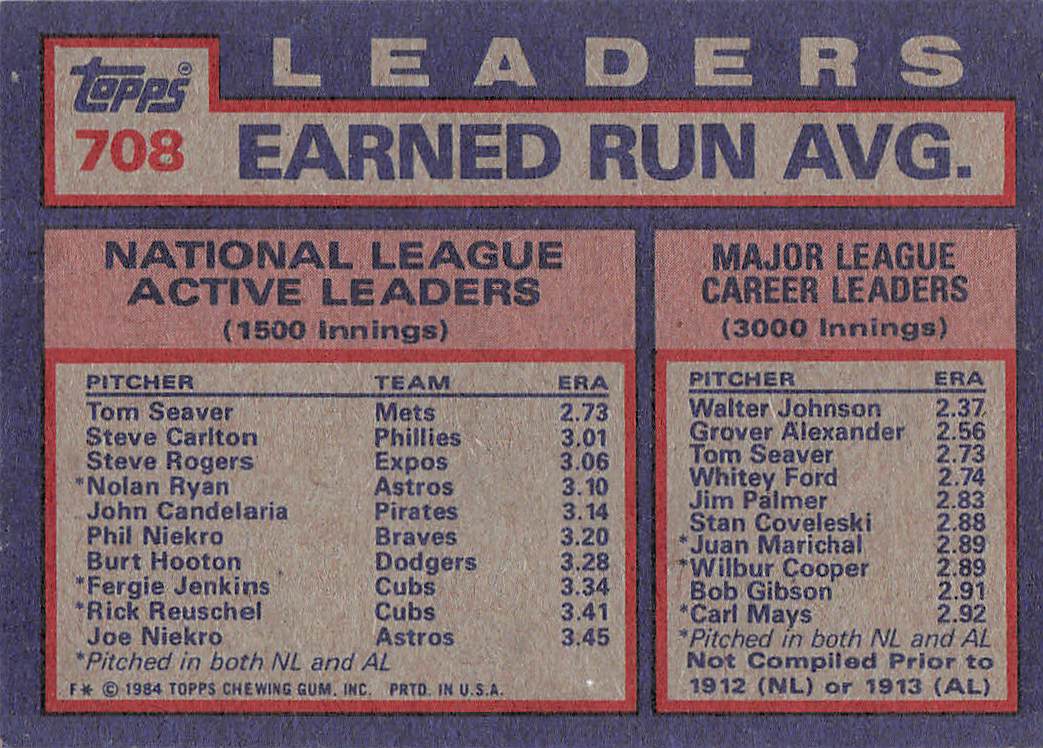 LEADERS
topps®
708
EARNED RUN AVG.
NATIONAL LEAGUE
ACTIVE LEADERS
(1500 Innings)
PITCHER TEAM ERA
Tom Seaver Mets 2.73
Steve Carlton Phillies 3.01
Steve Rogers Expos 3.06
*Nolan Ryan Astros 3.10
John Candelaria Pirates 3.14
Phil Niekro Braves 3.20
Burt Hooton Dodgers 3.28
*Fergie Jenkins Cubs 3.34
*Rick Reuschel Cubs 3.41
Joe Niekro Astros 3.45
*Pitched in both NL and AL
F* © 1984 TOPPS CHEWING GUM, INC. PRTD. IN U.S.A.
MAJOR LEAGUE
CAREER LEADERS
(3000 Innings)
PITCHER ERA
Walter Johnson 2.37
Grover Alexander 2.56
Tom Seaver 2.73
Whitey Ford 2.74
Jim Palmer 2.83
Stan Coveleski 2.88
*Juan Marichal 2.89
*Wilbur Cooper 2.89
Bob Gibson 2.91
*Carl Mays 2.92
*Pitched in both NL and AL
Not Compiled Prior to
1912 (NL) or 1913 (AL)